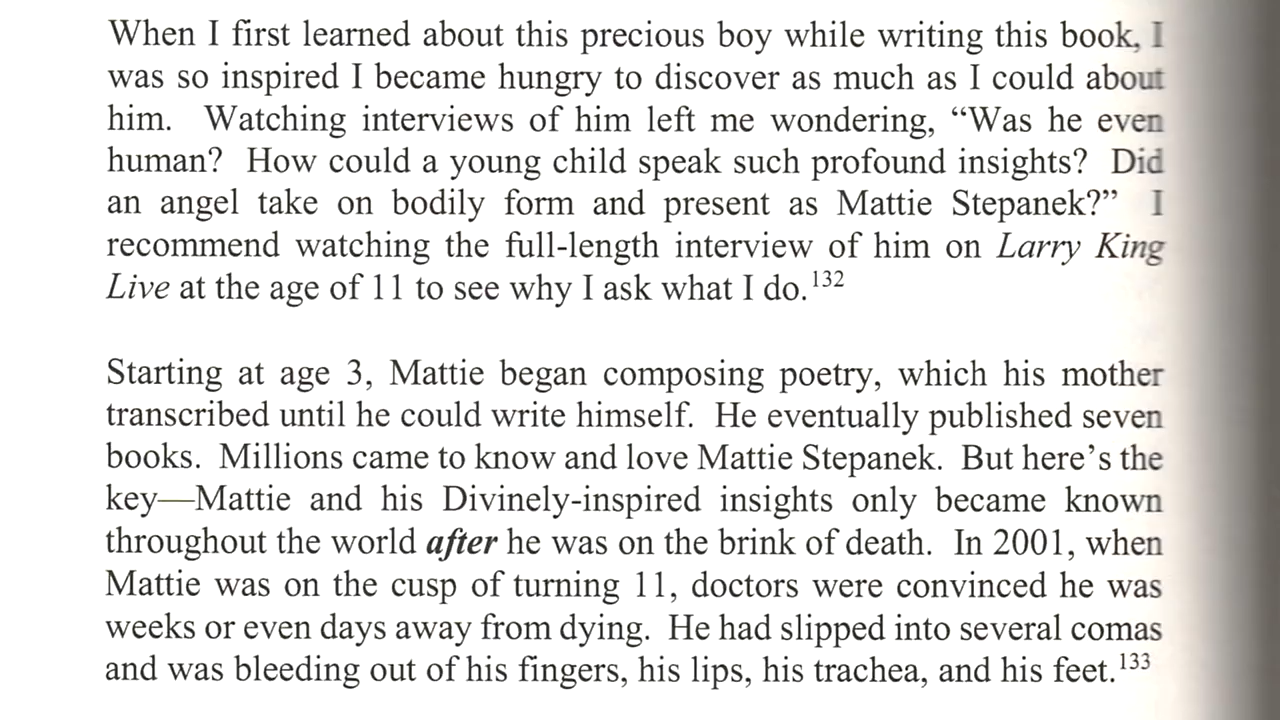 When I first learned about this precious boy while writing this book, I
was so inspired I became hungry to discover as much as I could about
him. Watching interviews of him left me wondering, “Was he even
human? How could a young child speak such profound insights? Did
an angel take on bodily form and present as Mattie Stepanek?” I
recommend watching the full-length interview of him on Larry King
Live at the age of 11 to see why I ask what I do.132
Starting at age 3, Mattie began composing poetry, which his mother
transcribed until he could write himself. He eventually published seven
books. Millions came to know and love Mattie Stepanek. But here’s the
key—Mattie and his Divinely-inspired insights only became known
throughout the world after he was on the brink of death. In 2001, when
Mattie was on the cusp of turning 11, doctors were convinced he was
weeks or even days away from dying. He had slipped into several comas
and was bleeding out of his fingers, his lips, his trachea, and his feet.133